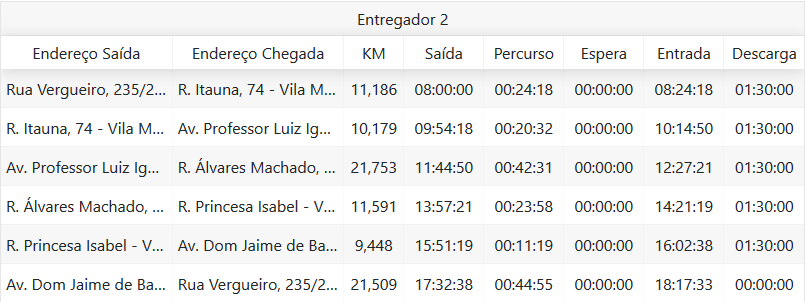 Entregador 2
Endereço Saída Endereço Chegada KM Saída Percurso Espera Entrada Descarga
Rua Vergueiro, 235/2... R. Itauna, 74 - Vila M... 11,186 08:00:00 00:24:18 00:00:00 08:24:18 01:30:00
R. Itauna, 74 - Vila M... Av. Professor Luiz Ig... 10,179 09:54:18 00:20:32 00:00:00 10:14:50 01:30:00
Av. Professor Luiz Ig... R. Álvares Machado, ... 21,753 11:44:50 00:42:31 00:00:00 12:27:21 01:30:00
R. Álvares Machado, ... R. Princesa Isabel - V... 11,591 13:57:21 00:23:58 00:00:00 14:21:19 01:30:00
R. Princesa Isabel - V... Av. Dom Jaime de Ba... 9,448 15:51:19 00:11:19 00:00:00 16:02:38 01:30:00
Av. Dom Jaime de Ba... Rua Vergueiro, 235/2... 21,509 17:32:38 00:44:55 00:00:00 18:17:33 00:00:00